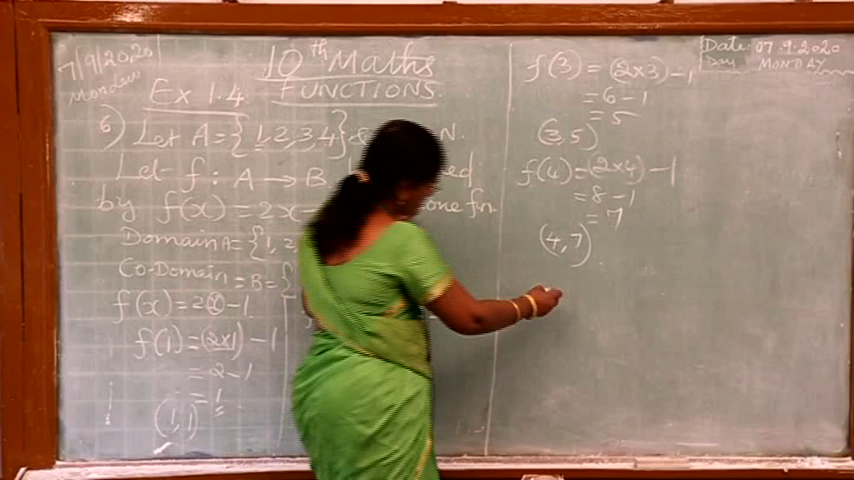 7/9/2020
Monday
10th Maths
FUNCTIONS
Ex 1.4
6) Let A = {1,2,3,4} & N.
Let f : A → B
by f(x) = 2x- one fn.
Domain A = {1,2
Co-Domain = B = {
f(x) = 2x - 1
f(1) = (2x1) - 1
= 2 - 1
= 1
(1,1)
f(3) = (2x3) - 1
= 6 - 1
= 5
(3,5)
f(4) = (2x4) - 1
= 8 - 1
= 7
(4,7)
Date: 07.9.2020
Day MONDAY